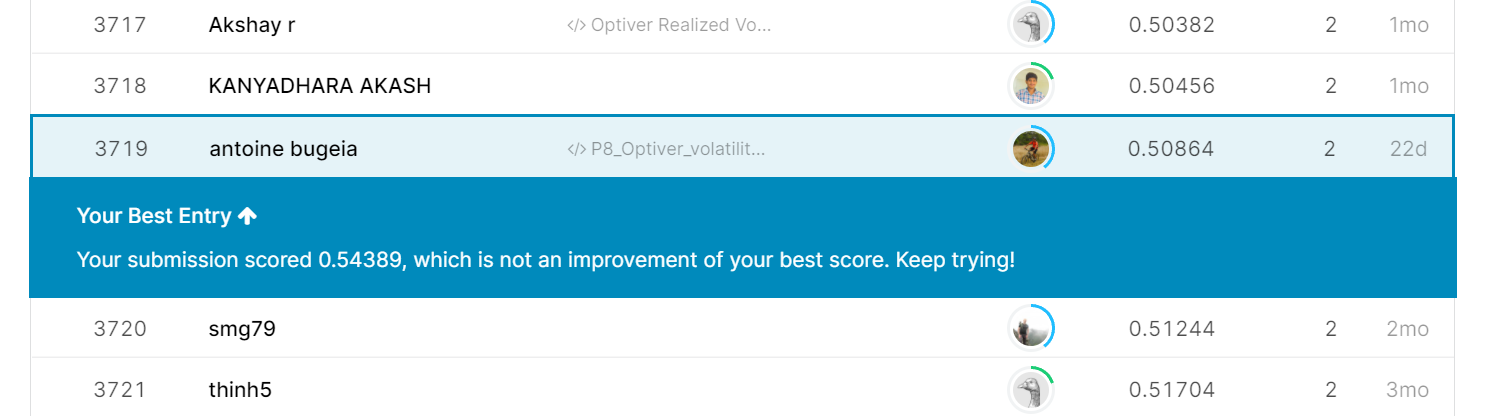 3717 Akshay r </> Optiver Realized Vo... 0.50382 2 1mo
3718 KANYADHARA AKASH 0.50456 2 1mo
3719 antoine bugeia </> P8_Optiver_volatilit... 0.50864 2 22d
Your Best Entry
Your submission scored 0.54389, which is not an improvement of your best score. Keep trying!
3720 smg79 0.51244 2 2mo
3721 thinh5 0.51704 2 3mo